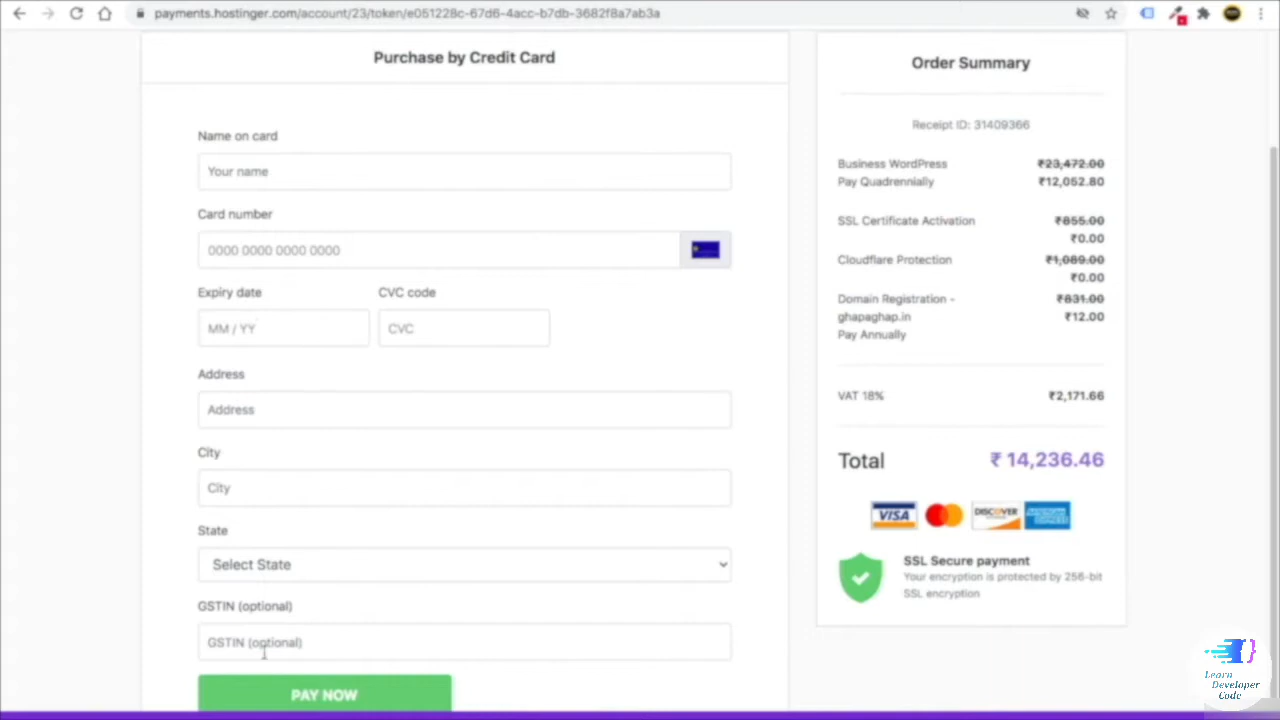 payments.hostinger.com/account/23/token/e051228c-67d6-4acc-b7db-3682f8a7ab3a
Purchase by Credit Card
Name on card
Your name
Card number
0000 0000 0000 0000
Expiry date
CVC code
MM / YY
CVC
Address
Address
City
City
State
Select State
GSTIN (optional)
GSTIN (optional)
PAY NOW
Order Summary
Receipt ID: 31409366
Business WordPress ₹23,472.00
Pay Quadrennially ₹12,052.80
SSL Certificate Activation ₹855.00
₹0.00
Cloudflare Protection ₹1,089.00
₹0.00
Domain Registration - ₹831.00
ghapaghap.in ₹12.00
Pay Annually
VAT 18% ₹2,171.66
Total ₹ 14,236.46
VISA
DISCOVER
AMERICAN EXPRESS
SSL Secure payment
Your encryption is protected by 256-bit
SSL encryption
Learn
Developer
Code